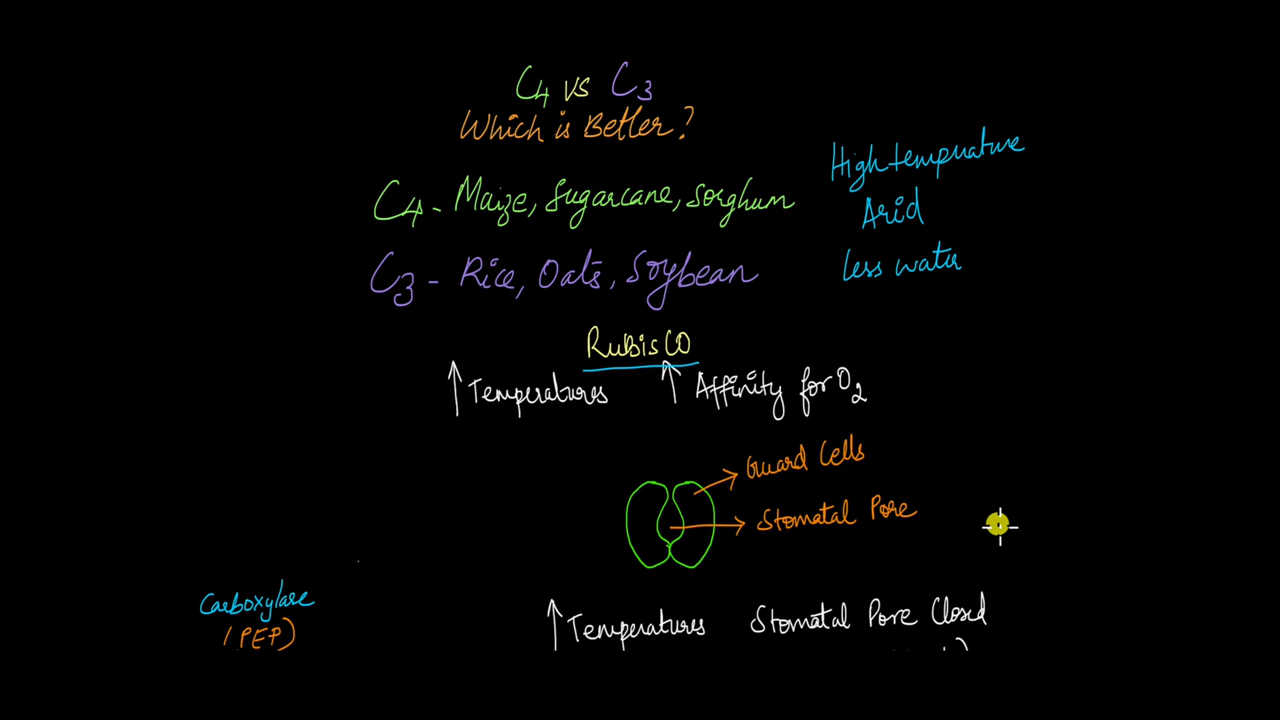 C4 vs C3
Which is Better?
C4 - Maize, Sugarcane, Sorghum
C3 - Rice, Oats, Soybean
High temprature
Arid
less water
RubisCO
↑ Temperatures ↑ Affinity for O2
Guard Cells
Stomatal Pore
Carboxylase
(PEP)
↑ Temperatures Stomatal Pore Closed